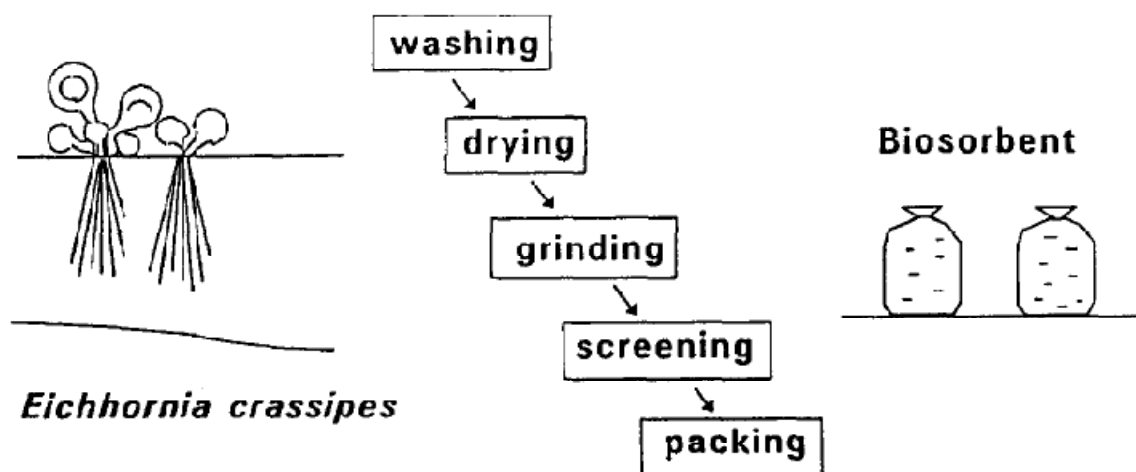 washing
drying
grinding
screening
packing
Eichhornia crassipes
Biosorbent